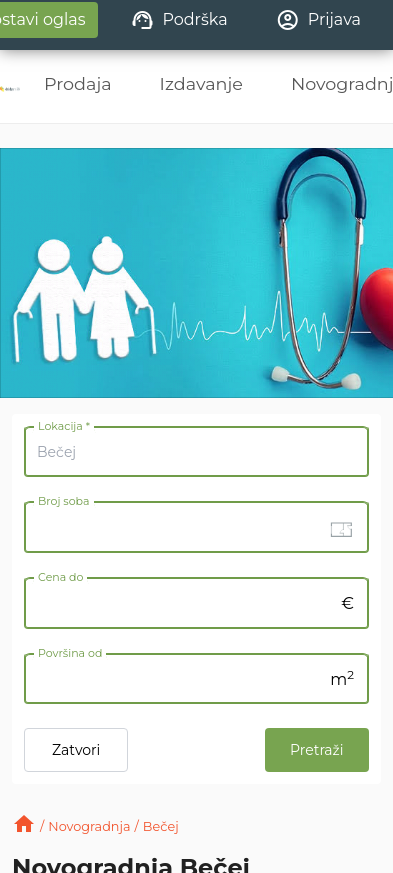 ostavi oglas
Podrška
Prijava
Prodaja
Izdavanje
Novogradnj
Lokacija *
Bečej
Broj soba
Cena do
€
Površina od
m²
Zatvori
Pretraži
/ Novogradnja / Bečej
Novogradnja Bečej